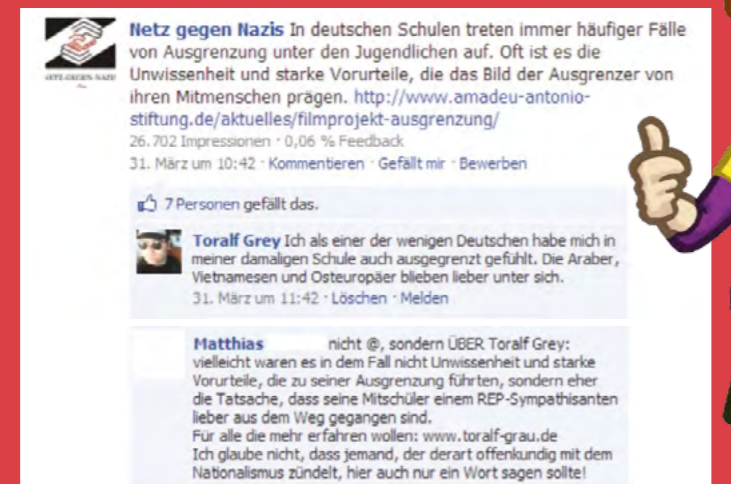 Netz gegen Nazis In deutschen Schulen treten immer häufiger Fälle
von Ausgrenzung unter den Jugendlichen auf. Oft ist es die
Unwissenheit und starke Vorurteile, die das Bild der Ausgrenzer von
ihren Mitmenschen prägen. http://www.amadeu-antonio-
stiftung.de/aktuelles/filmprojekt-ausgrenzung/
26.702 Impressionen · 0,06 % Feedback
31. März um 10:42 · Kommentieren · Gefällt mir · Bewerben
7 Personen gefällt das.
Toralf Grey Ich als einer der wenigen Deutschen habe mich in
meiner damaligen Schule auch ausgegrenzt gefühlt. Die Araber,
Vietnamesen und Osteuropäer blieben lieber unter sich.
31. März um 11:42 · Löschen · Melden
Matthias nicht @, sondern ÜBER Toralf Grey:
vielleicht waren es in dem Fall nicht Unwissenheit und starke
Vorurteile, die zu seiner Ausgrenzung führten, sondern eher
die Tatsache, dass seine Mitschüler einem REP-Sympathisanten
lieber aus dem Weg gegangen sind.
Für alle die mehr erfahren wollen: www.toralf-grau.de
Ich glaube nicht, dass jemand, der derart offenkundig mit dem
Nationalismus zündelt, hier auch nur ein Wort sagen sollte!